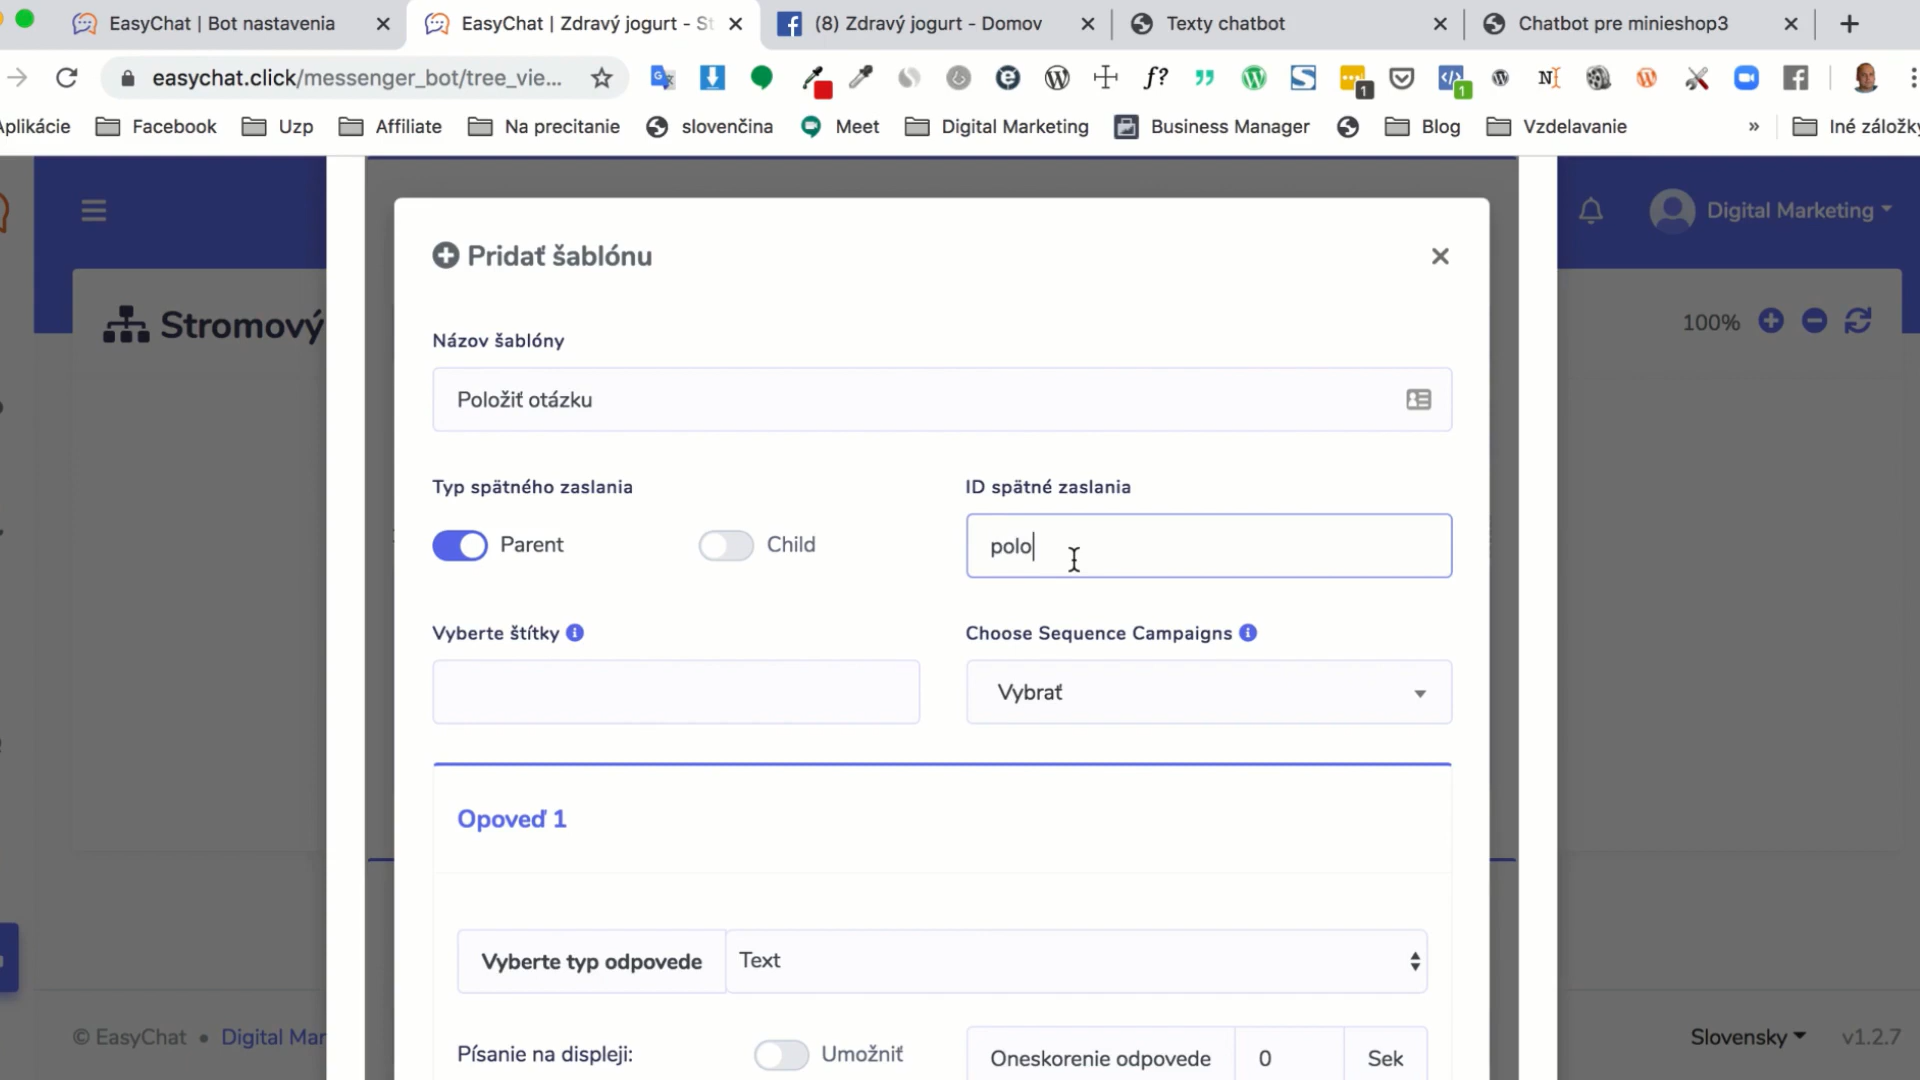 EasyChat | Bot nastavenia
EasyChat | Zdravý jogurt - St
(8) Zdravý jogurt - Domov
Texty chatbot
Chatbot pre minieshop3
easychat.click/messenger_bot/tree_vie...
Aplikácie
Facebook
Uzp
Affiliate
Na precitanie
slovenčina
Meet
Digital Marketing
Business Manager
Blog
Vzdelavanie
»
Iné záložky
Digital Marketing
Stromový
100%
Pridať šablónu
Názov šablóny
Položiť otázku
Typ spätného zaslania
ID spätné zaslania
Parent
Child
polo
Vyberte štítky
Choose Sequence Campaigns
Vybrať
Opoveď 1
Vyberte typ odpovede
Text
Písanie na displeji:
Umožniť
Oneskorenie odpovede
0
Sek
© EasyChat • Digital Mar
Slovensky
v1.2.7